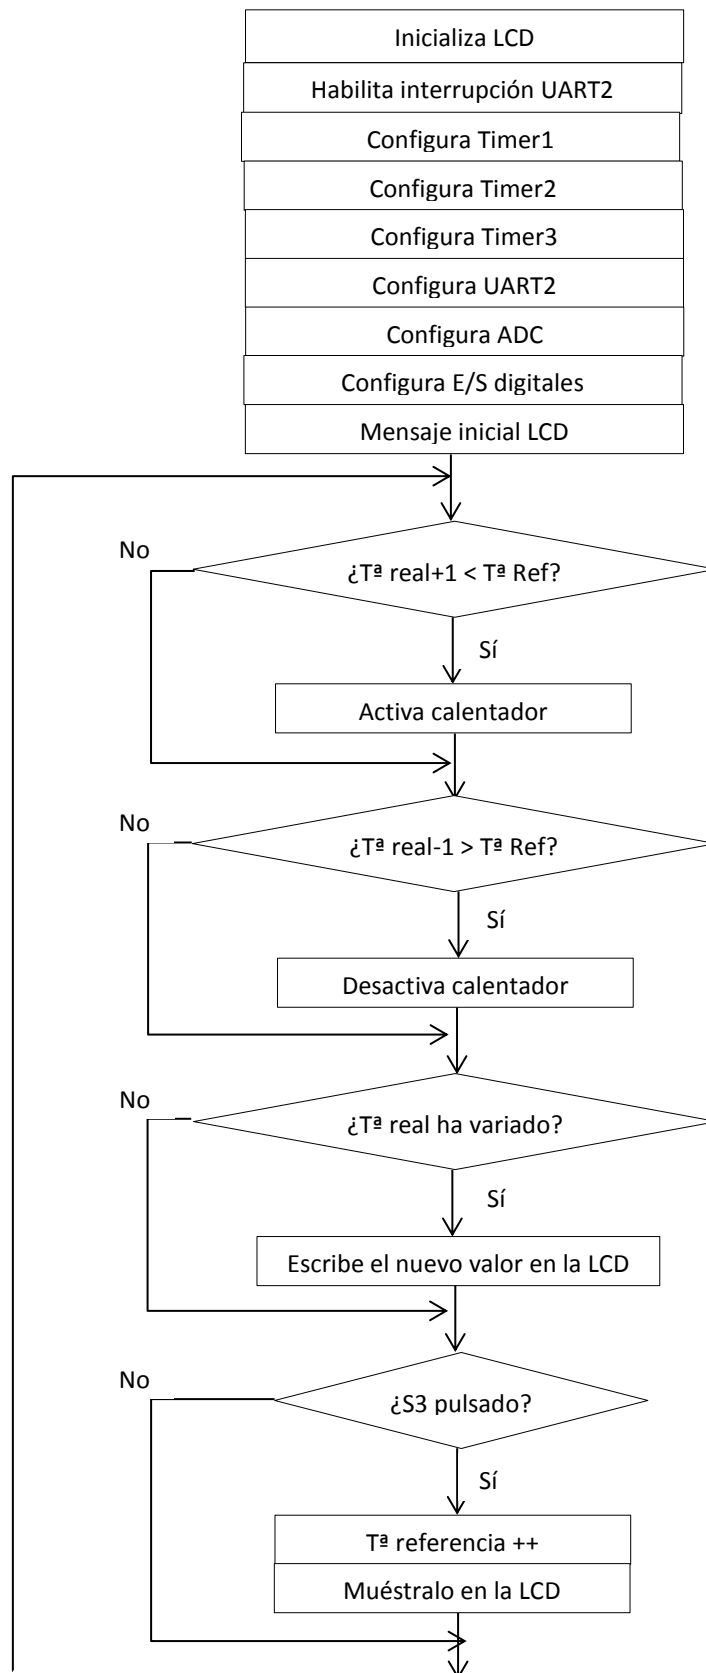 Inicializa LCD
Habilita interrupción UART2
Configura Timer1
Configura Timer2
Configura Timer3
Configura UART2
Configura ADC
Configura E/S digitales
Mensaje inicial LCD
No
¿Tª real+1 < Tª Ref?
Sí
Activa calentador
No
¿Tª real-1 > Tª Ref?
Sí
Desactiva calentador
No
¿Tª real ha variado?
Sí
Escribe el nuevo valor en la LCD
No
¿S3 pulsado?
Sí
Tª referencia ++
Muéstralo en la LCD